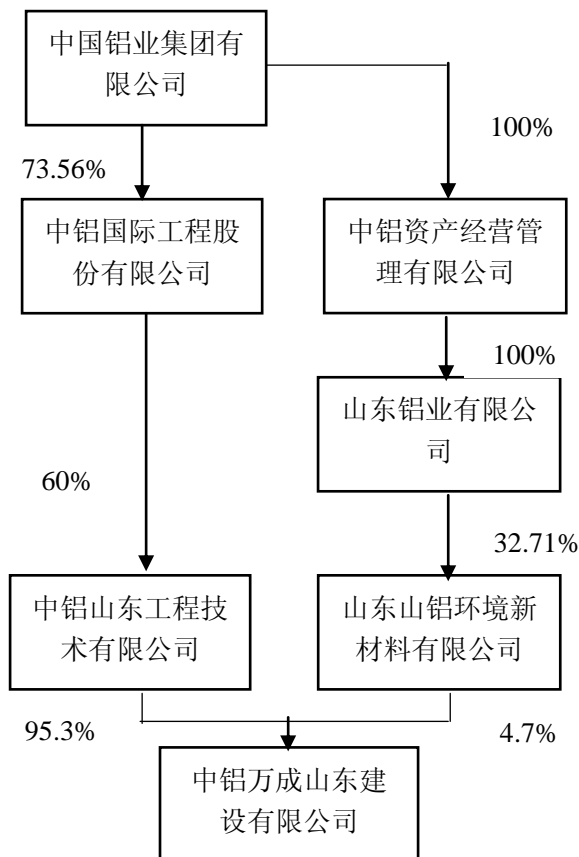 中国铝业集团有
限公司
100%
73.56%
中铝国际工程股
份有限公司
中铝资产经营管
理有限公司
100%
山东铝业有限公
司
60%
32.71%
中铝山东工程技
术有限公司
山东山铝环境新
材料有限公司
95.3%
4.7%
中铝万成山东建
设有限公司